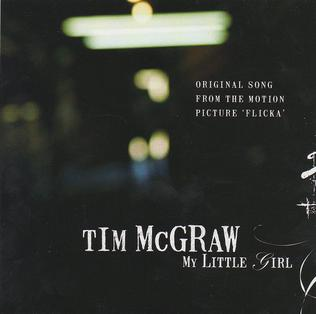 ORIGINAL SONG
FROM THE MOTION
PICTURE 'FLICKA'
TIM McGRAW
MY LITTLE GIRL